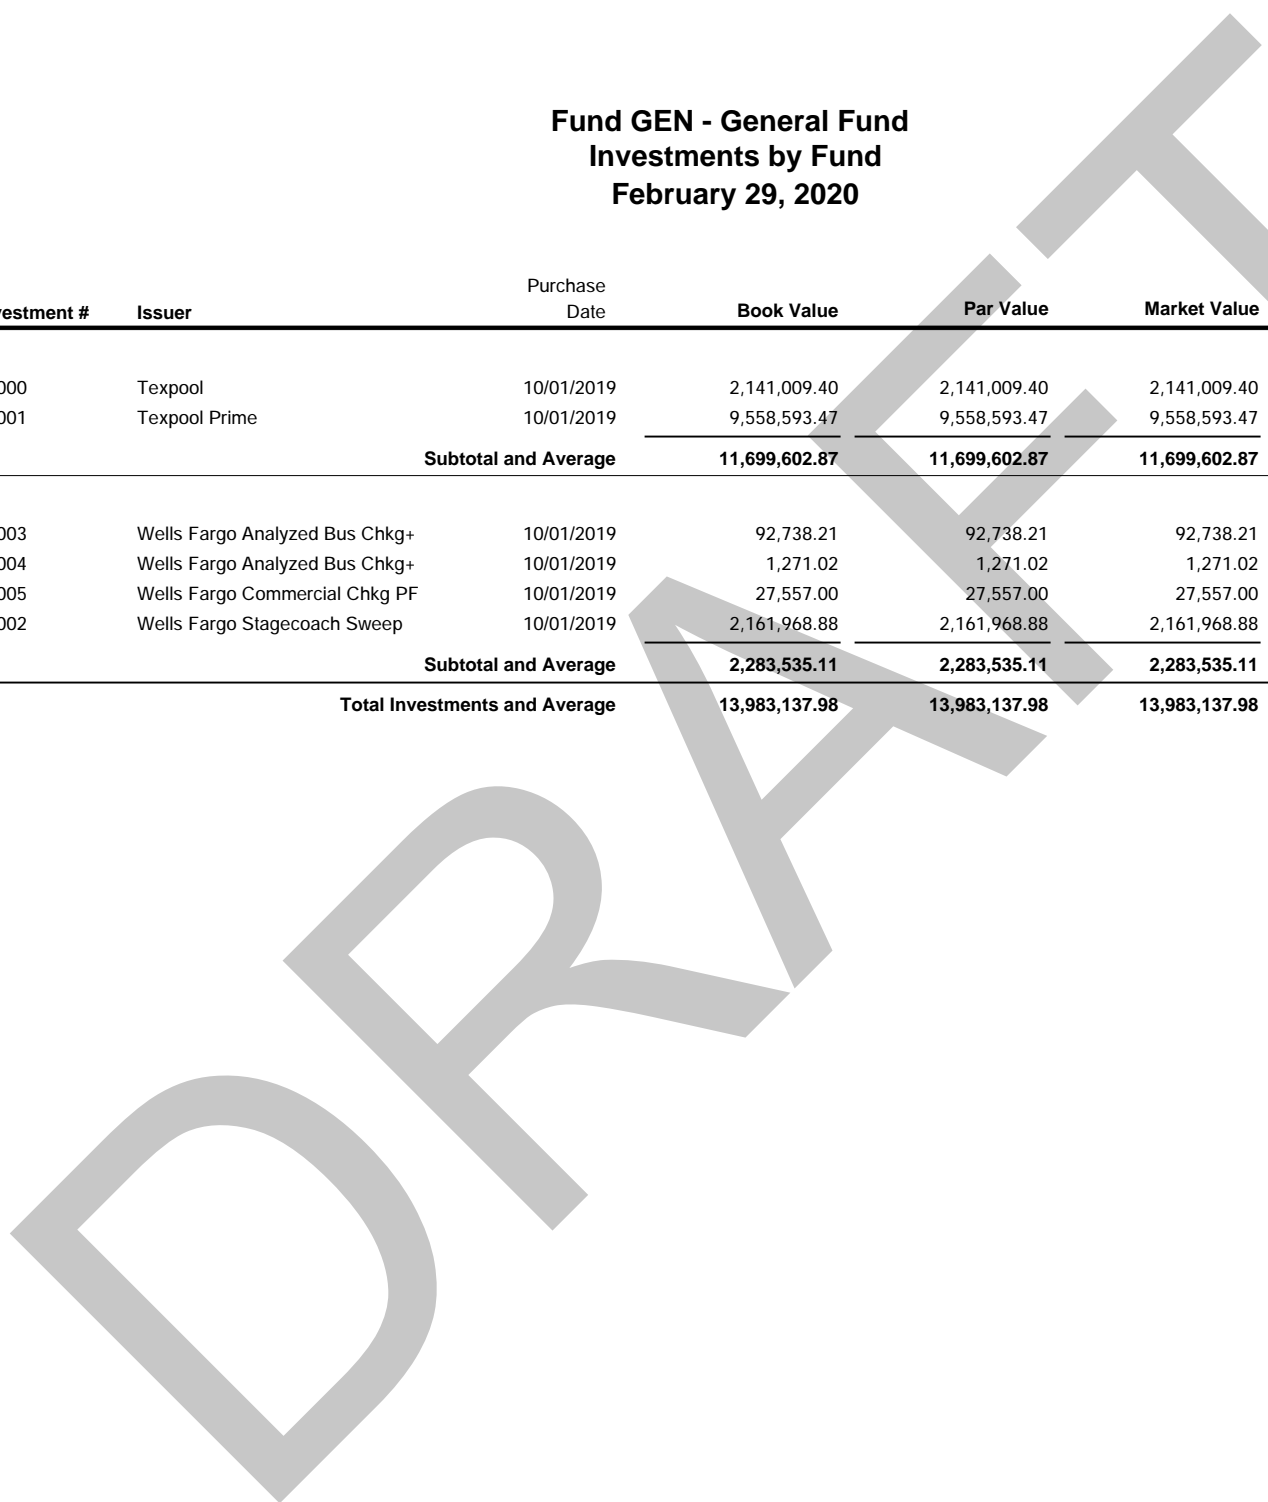 Fund GEN - General Fund
Investments by Fund
February 29, 2020
Purchase
vestment # Issuer Date Book Value Par Value Market Value
000 Texpool 10/01/2019 2,141,009.40 2,141,009.40 2,141,009.40
001 Texpool Prime 10/01/2019 9,558,593.47 9,558,593.47 9,558,593.47
Subtotal and Average 11,699,602.87 11,699,602.87 11,699,602.87
003 Wells Fargo Analyzed Bus Chkg+ 10/01/2019 92,738.21 92,738.21 92,738.21
004 Wells Fargo Analyzed Bus Chkg+ 10/01/2019 1,271.02 1,271.02 1,271.02
005 Wells Fargo Commercial Chkg PF 10/01/2019 27,557.00 27,557.00 27,557.00
002 Wells Fargo Stagecoach Sweep 10/01/2019 2,161,968.88 2,161,968.88 2,161,968.88
Subtotal and Average 2,283,535.11 2,283,535.11 2,283,535.11
Total Investments and Average 13,983,137.98 13,983,137.98 13,983,137.98
DRAFT